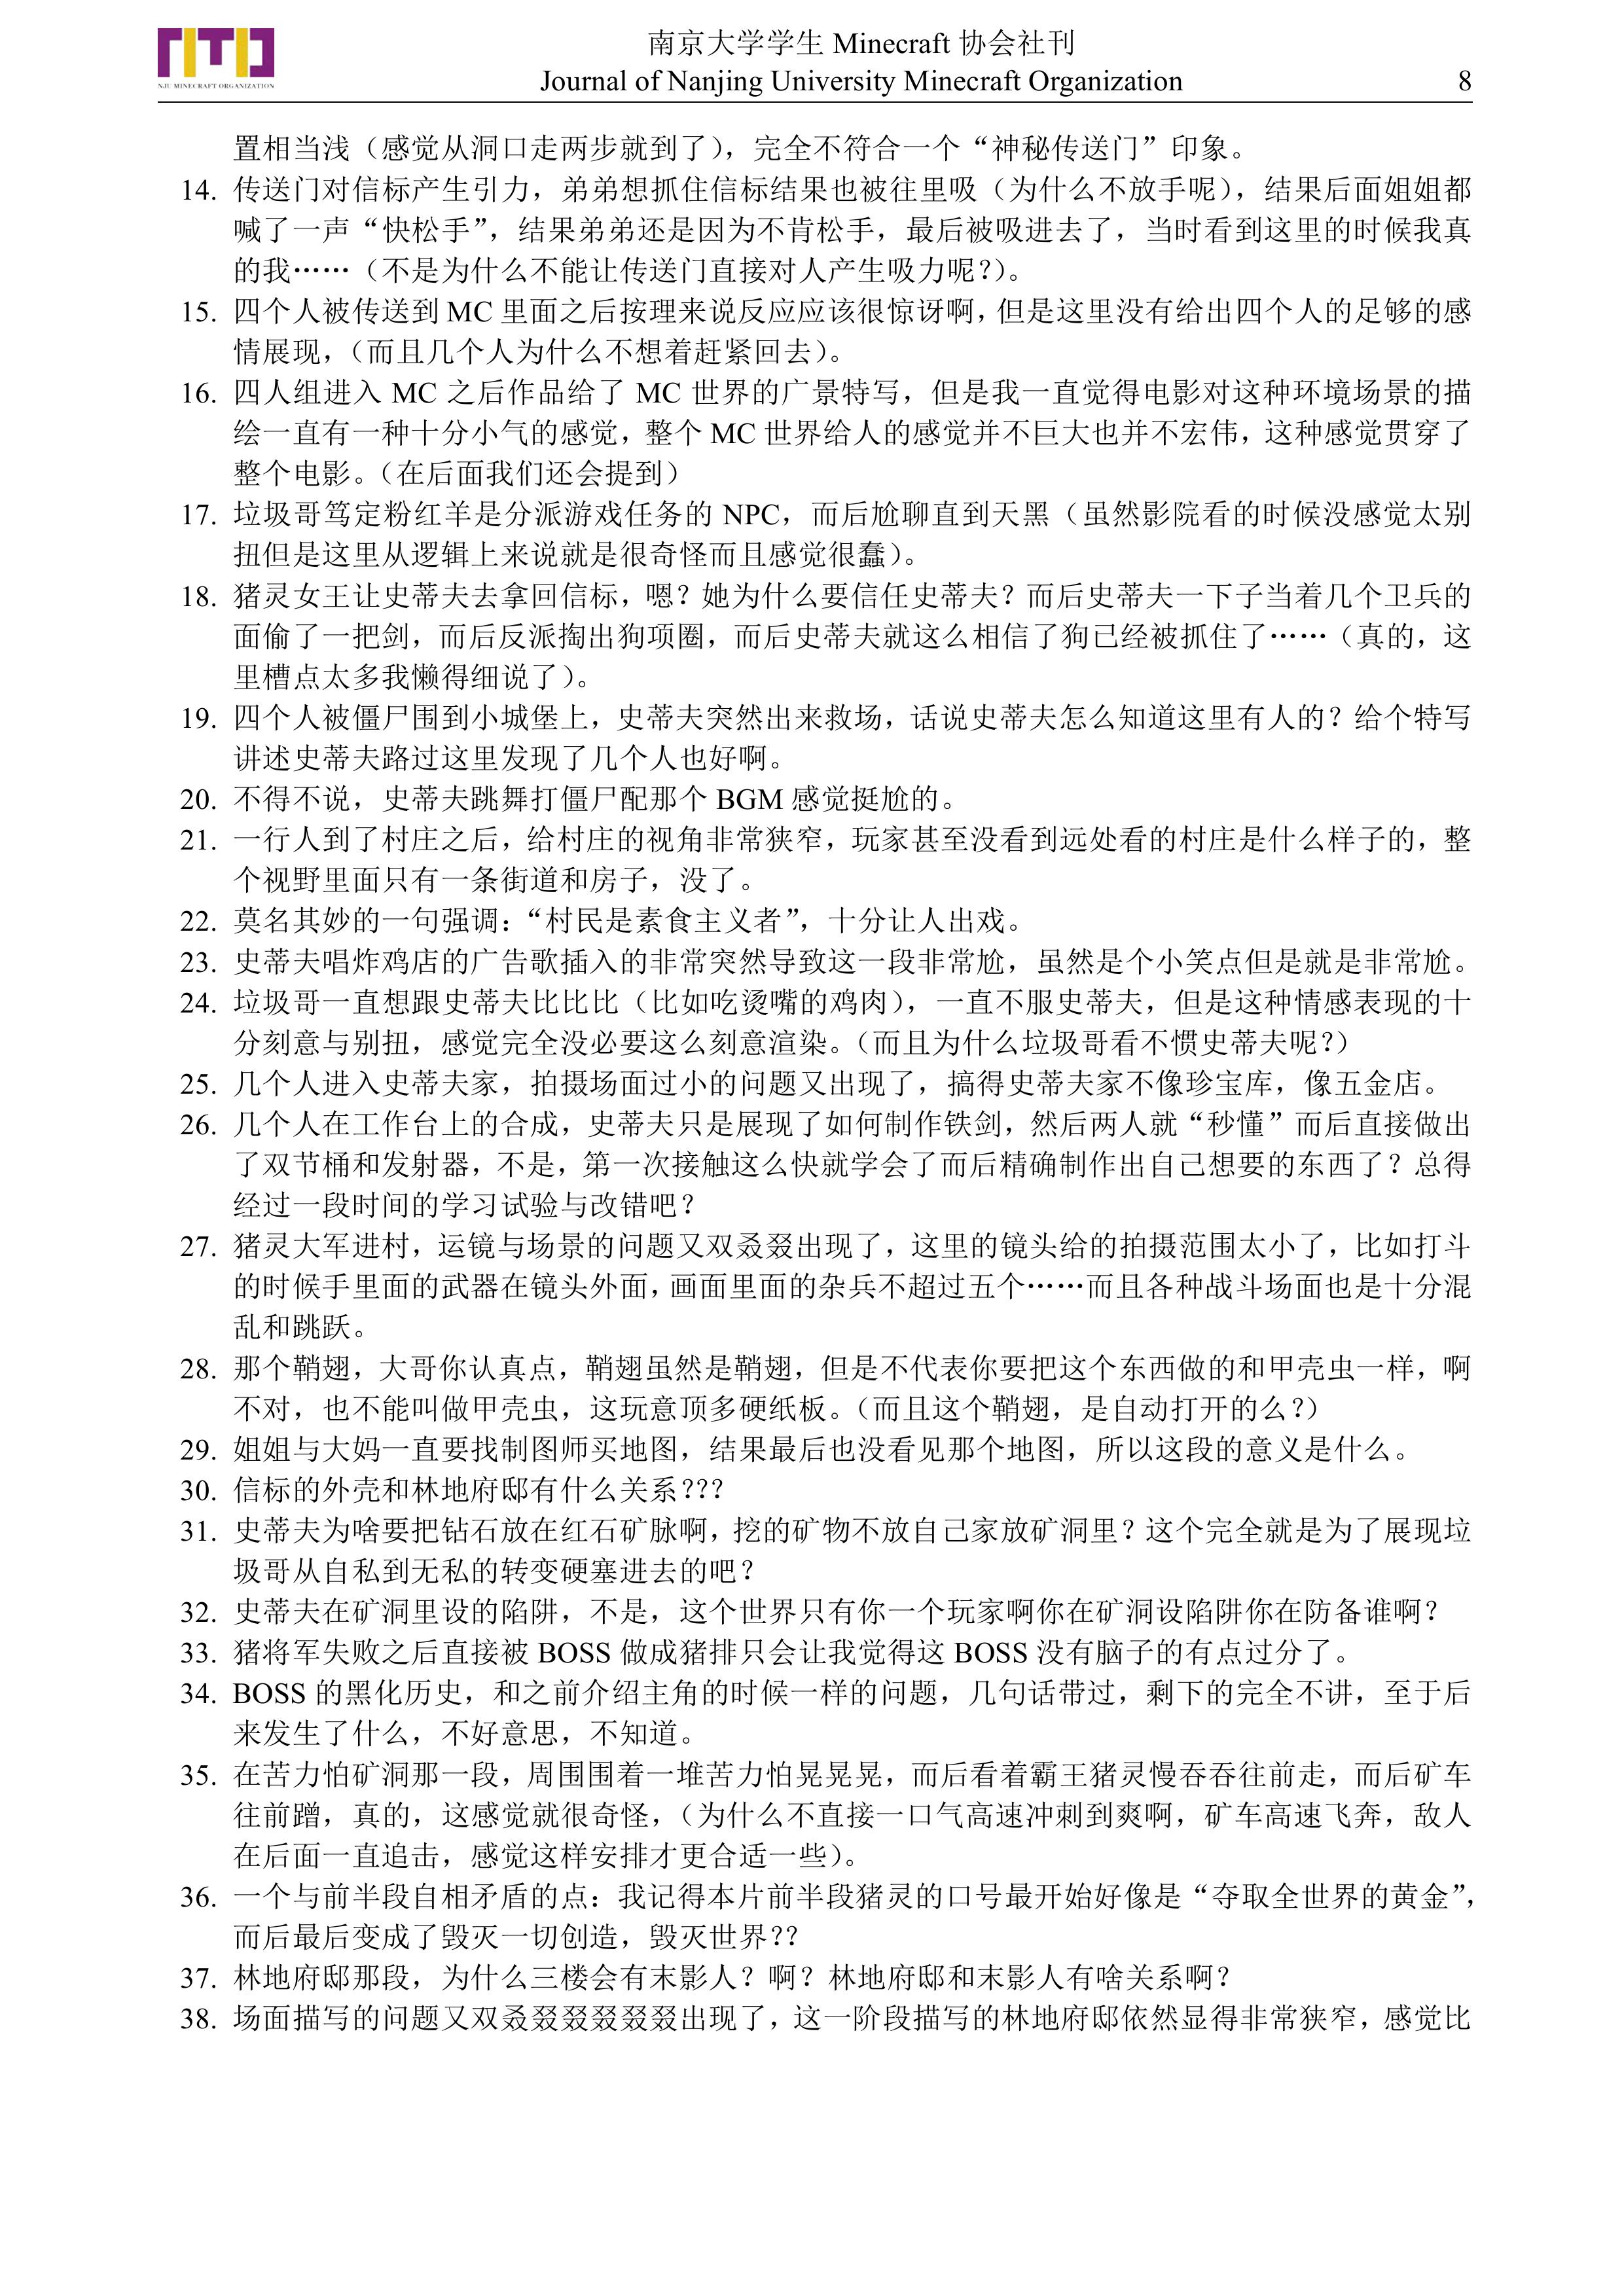 NJU MINECRAFT ORGANIZATION
南京大学学生 Minecraft 协会社刊
Journal of Nanjing University Minecraft Organization 8
置相当浅（感觉从洞口走两步就到了），完全不符合一个“神秘传送门”印象。
14. 传送门对信标产生引力，弟弟想抓住信标结果也被往里吸（为什么不放手呢），结果后面姐姐都
喊了一声“快松手”，结果弟弟还是因为不肯松手，最后被吸进去了，当时看到这里的时候我真
的我……（不是为什么不能让传送门直接对人产生吸力呢?）。
15. 四个人被传送到 MC 里面之后按理来说反应应该很惊讶啊，但是这里没有给出四个人的足够的感
情展现，（而且几个人为什么不想着赶紧回去）。
16. 四人组进入 MC 之后作品给了 MC 世界的广景特写，但是我一直觉得电影对这种环境场景的描
绘一直有一种十分小气的感觉，整个 MC 世界给人的感觉并不巨大也并不宏伟，这种感觉贯穿了
整个电影。（在后面我们还会提到）
17. 垃圾哥笃定粉红羊是分派游戏任务的 NPC，而后尬聊直到天黑（虽然影院看的时候没感觉太别
扭但是这里从逻辑上来说就是很奇怪而且感觉很蠢）。
18. 猪灵女王让史蒂夫去拿回信标，嗯？她为什么要信任史蒂夫？而后史蒂夫一下子当着几个卫兵的
面偷了一把剑，而后反派掏出狗项圈，而后史蒂夫就这么相信了狗已经被抓住了……（真的，这
里槽点太多我懒得细说了）。
19. 四个人被僵尸围到小城堡上，史蒂夫突然出来救场，话说史蒂夫怎么知道这里有人的？给个特写
讲述史蒂夫路过这里发现了几个人也好啊。
20. 不得不说，史蒂夫跳舞打僵尸配那个 BGM 感觉挺尬的。
21. 一行人到了村庄之后，给村庄的视角非常狭窄，玩家甚至没看到远处看的村庄是什么样子的，整
个视野里面只有一条街道和房子，没了。
22. 莫名其妙的一句强调：“村民是素食主义者”，十分让人出戏。
23. 史蒂夫唱炸鸡店的广告歌插入的非常突然导致这一段非常尬，虽然是个小笑点但是就是非常尬。
24. 垃圾哥一直想跟史蒂夫比比比（比如吃烫嘴的鸡肉），一直不服史蒂夫，但是这种情感表现的十
分刻意与别扭，感觉完全没必要这么刻意渲染。（而且为什么垃圾哥看不惯史蒂夫呢?）
25. 几个人进入史蒂夫家，拍摄场面过小的问题又出现了，搞得史蒂夫家不像珍宝库，像五金店。
26. 几个人在工作台上的合成，史蒂夫只是展现了如何制作铁剑，然后两人就“秒懂”而后直接做出
了双节桶和发射器，不是，第一次接触这么快就学会了而后精确制作出自己想要的东西了？总得
经过一段时间的学习试验与改错吧？
27. 猪灵大军进村，运镜与场景的问题又双叒叕出现了，这里的镜头给的拍摄范围太小了，比如打斗
的时候手里面的武器在镜头外面，画面里面的杂兵不超过五个……而且各种战斗场面也是十分混
乱和跳跃。
28. 那个鞘翅，大哥你认真点，鞘翅虽然是鞘翅，但是不代表你要把这个东西做的和甲壳虫一样，啊
不对，也不能叫做甲壳虫，这玩意顶多硬纸板。（而且这个鞘翅，是自动打开的么?）
29. 姐姐与大妈一直要找制图师买地图，结果最后也没看见那个地图，所以这段的意义是什么。
30. 信标的外壳和林地府邸有什么关系???
31. 史蒂夫为啥要把钻石放在红石矿脉啊，挖的矿物不放自己家放矿洞里？这个完全就是为了展现垃
圾哥从自私到无私的转变硬塞进去的吧？
32. 史蒂夫在矿洞里设的陷阱，不是，这个世界只有你一个玩家啊你在矿洞设陷阱你在防备谁啊？
33. 猪将军失败之后直接被 BOSS 做成猪排只会让我觉得这 BOSS 没有脑子的有点过分了。
34. BOSS 的黑化历史，和之前介绍主角的时候一样的问题，几句话带过，剩下的完全不讲，至于后
来发生了什么，不好意思，不知道。
35. 在苦力怕矿洞那一段，周围围着一堆苦力怕晃晃晃，而后看着霸王猪灵慢吞吞往前走，而后矿车
往前蹭，真的，这感觉就很奇怪，（为什么不直接一口气高速冲刺到爽啊，矿车高速飞奔，敌人
在后面一直追击，感觉这样安排才更合适一些）。
36. 一个与前半段自相矛盾的点：我记得本片前半段猪灵的口号最开始好像是“夺取全世界的黄金”，
而后最后变成了毁灭一切创造，毁灭世界??
37. 林地府邸那段，为什么三楼会有末影人？啊？林地府邸和末影人有啥关系啊？
38. 场面描写的问题又双叒叕叕叕叕叕出现了，这一阶段描写的林地府邸依然显得非常狭窄，感觉比